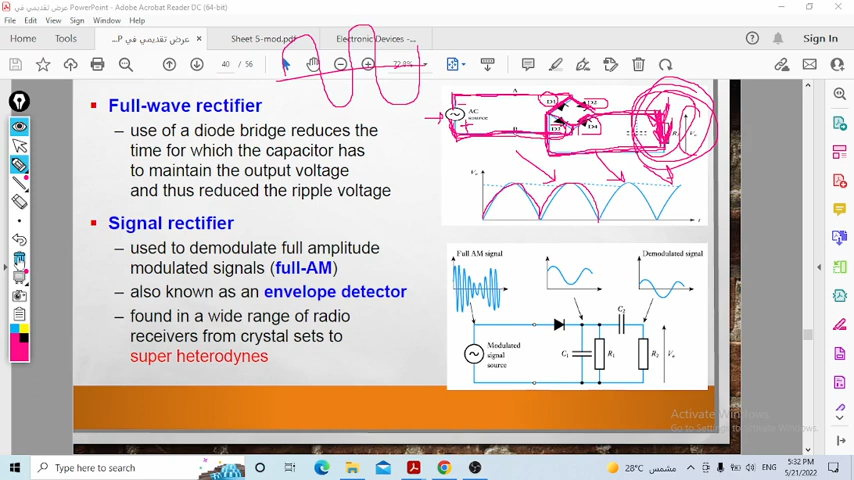 عرض تقديمي في PowerPoint - Adobe Acrobat Reader DC (64-bit)
File Edit View Sign Window Help
Home Tools
عرض تقديمي في P... ×
Sheet 5-mod.pdf
Electronic Devices -...
Sign In
40 / 56
72.8%
Full-wave rectifier
– use of a diode bridge reduces the
time for which the capacitor has
to maintain the output voltage
and thus reduced the ripple voltage
Signal rectifier
– used to demodulate full amplitude
modulated signals (full-AM)
– also known as an envelope detector
– found in a wide range of radio
receivers from crystal sets to
super heterodynes
A
AC
source
B
D1
D2
D3
D4
R
V
t
Full AM signal
Demodulated signal
C2
Modulated
signal
source
C1
R1
R2
Activate Windows
Go to Settings to activate Windows.
Type here to search
28°C مشمس
ENG
5:32 PM
5/21/2022